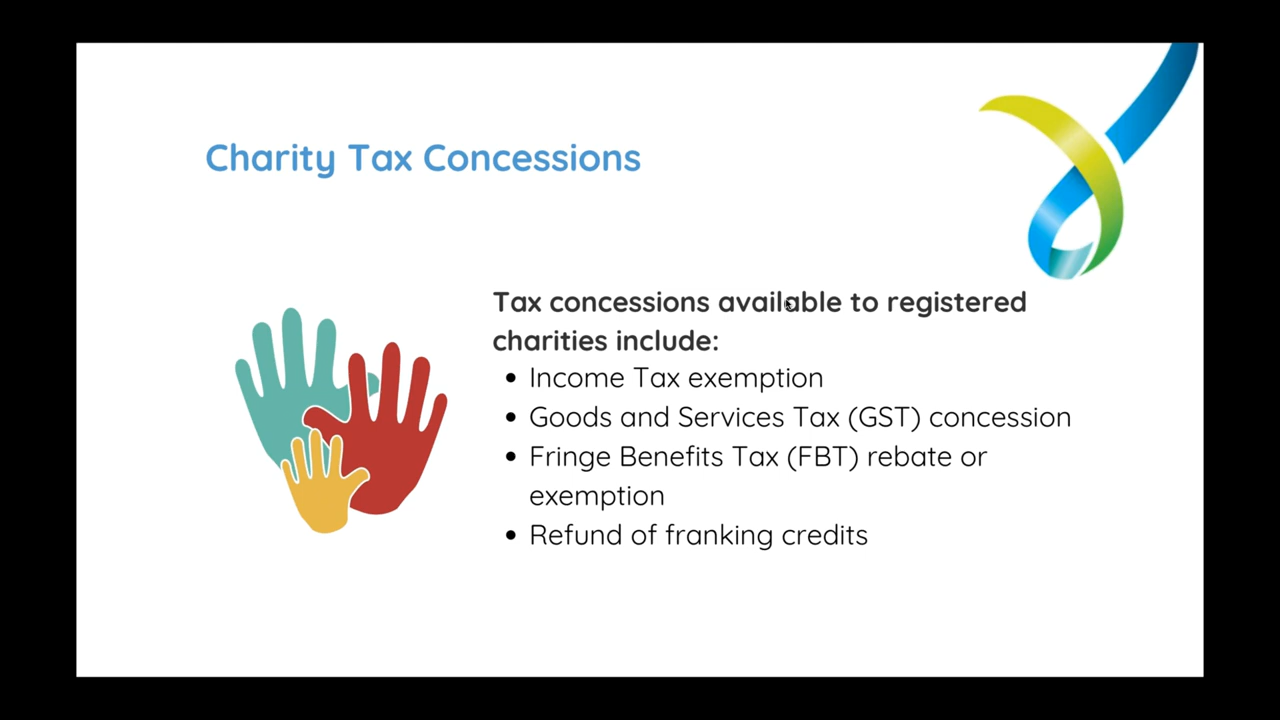 Charity Tax Concessions
Tax concessions available to registered
charities include:
• Income Tax exemption
• Goods and Services Tax (GST) concession
• Fringe Benefits Tax (FBT) rebate or
exemption
• Refund of franking credits